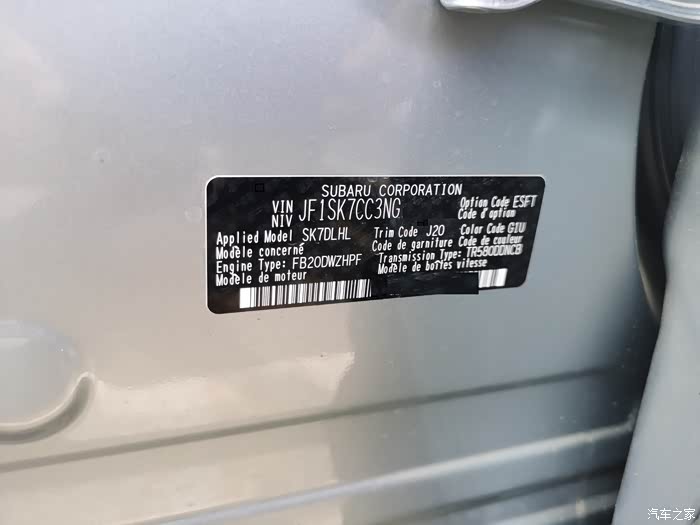 SUBARU CORPORATION
VIN NIV JF1SK7CC3NG Option Code ESFT
Code d'option
Applied Model SK7DLHL Trim Code J20 Color Code G1U
Modèle concerné Code de garniture Code de couleur
Engine Type: FB20DWZHPF Transmission Type: TR580DDNCB
Modèle de moteur Modèle de boîtes vitesse
汽车之家